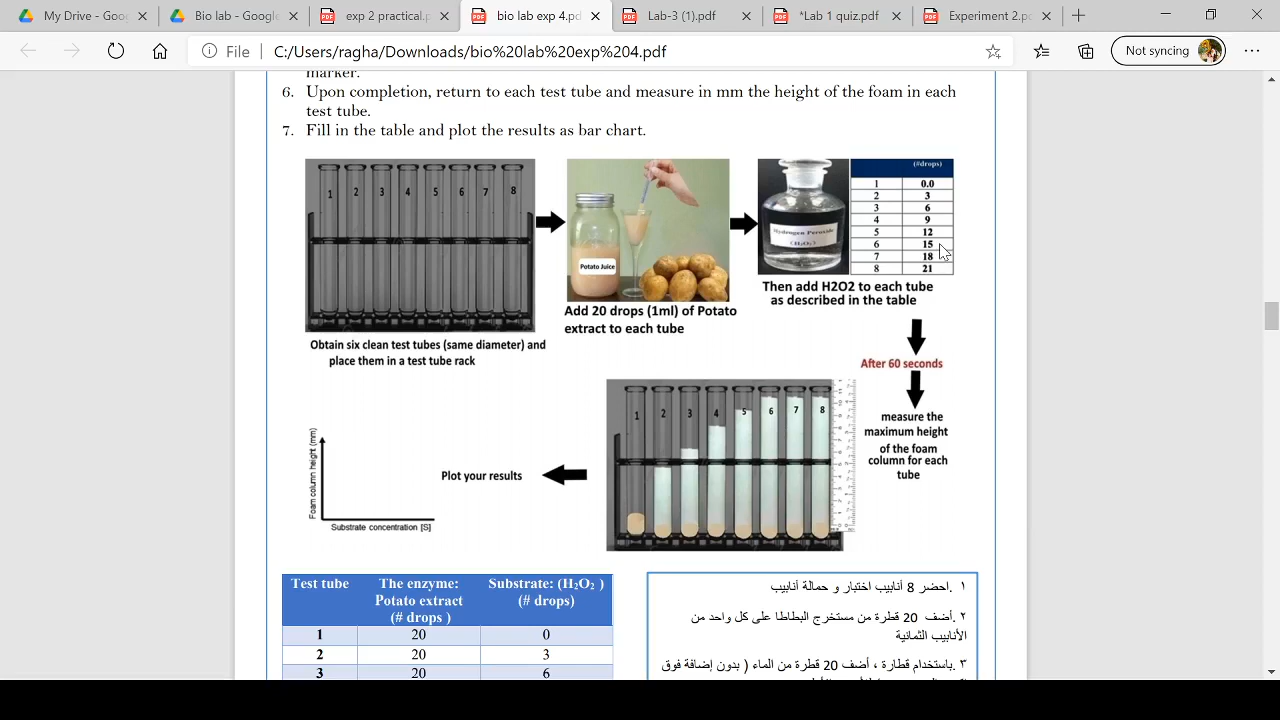 My Drive - Goo
Bio lab - Google
exp 2 practical.p
bio lab exp 4.pd
Lab-3 (1).pdf
*Lab 1 quiz.pdf
Experiment 2.pd
File
C:/Users/ragha/Downloads/bio%20lab%20exp%204.pdf
Not syncing
marker.
6. Upon completion, return to each test tube and measure in mm the height of the foam in each
test tube.
7. Fill in the table and plot the results as bar chart.
1 2 3 4 5 6 7 8
Obtain six clean test tubes (same diameter) and
place them in a test tube rack
Potato Juice
Add 20 drops (1ml) of Potato
extract to each tube
Hydrogen Peroxide
(H₂O₂)
(#drops)
1 0.0
2 3
3 6
4 9
5 12
6 15
7 18
8 21
Then add H2O2 to each tube
as described in the table
After 60 seconds
measure the
maximum height
of the foam
column for each
tube
1 2 3 4 5 6 7 8
Plot your results
Foam column height (mm)
Substrate concentration [S]
Test tube The enzyme: Substrate: (H₂O₂ )
Potato extract (# drops)
(# drops )
1 20 0
2 20 3
3 20 6
١ .احضر 8 أنابيب اختبار و حمالة أنابيب
٢ .أضف 20 قطرة من مستخرج البطاطا على كل واحد من
الأنابيب الثمانية
٣ .باستخدام قطارة ، أضف 20 قطرة من الماء ( بدون إضافة فوق